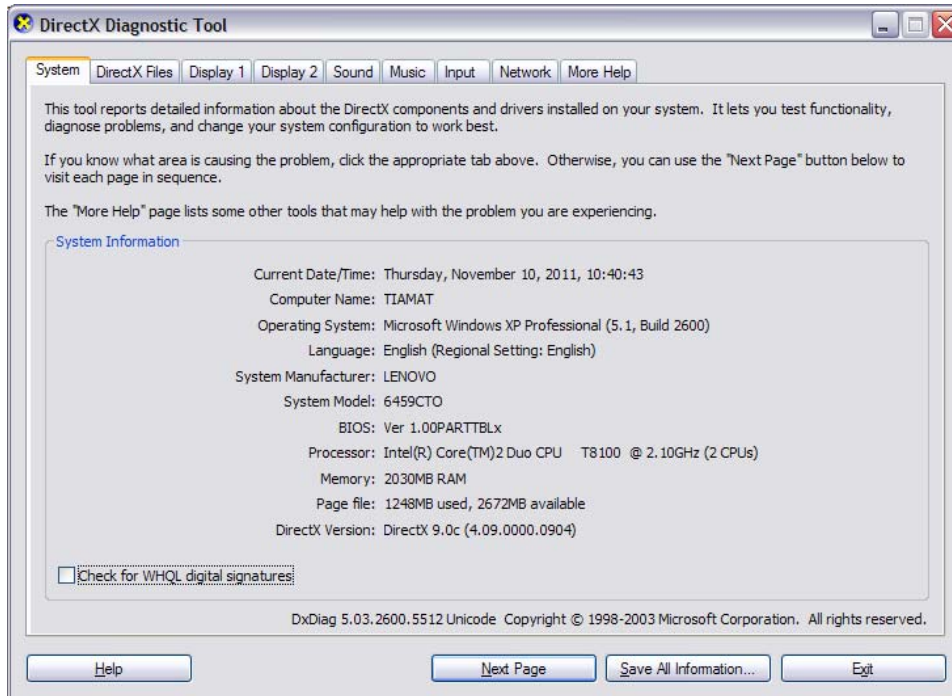 DirectX Diagnostic Tool
System DirectX Files Display 1 Display 2 Sound Music Input Network More Help
This tool reports detailed information about the DirectX components and drivers installed on your system. It lets you test functionality,
diagnose problems, and change your system configuration to work best.
If you know what area is causing the problem, click the appropriate tab above. Otherwise, you can use the "Next Page" button below to
visit each page in sequence.
The "More Help" page lists some other tools that may help with the problem you are experiencing.
System Information
Current Date/Time: Thursday, November 10, 2011, 10:40:43
Computer Name: TIAMAT
Operating System: Microsoft Windows XP Professional (5.1, Build 2600)
Language: English (Regional Setting: English)
System Manufacturer: LENOVO
System Model: 6459CTO
BIOS: Ver 1.00PARTTBLx
Processor: Intel(R) Core(TM)2 Duo CPU T8100 @ 2.10GHz (2 CPUs)
Memory: 2030MB RAM
Page file: 1248MB used, 2672MB available
DirectX Version: DirectX 9.0c (4.09.0000.0904)
Check for WHQL digital signatures
DxDiag 5.03.2600.5512 Unicode Copyright © 1998-2003 Microsoft Corporation. All rights reserved.
Help Next Page Save All Information... Exit